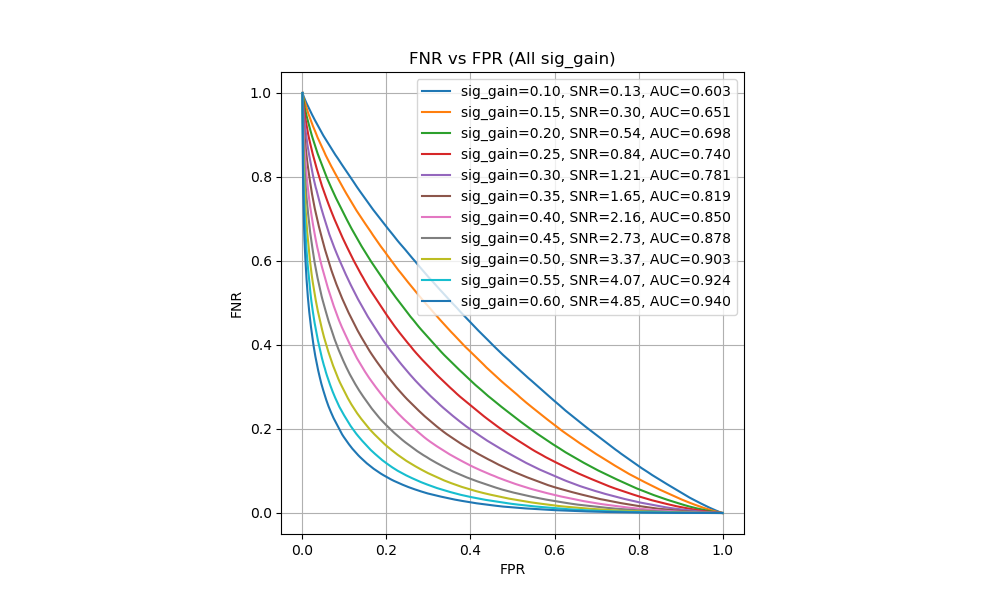 FNR vs FPR (All sig_gain)
sig_gain=0.10, SNR=0.13, AUC=0.603
sig_gain=0.15, SNR=0.30, AUC=0.651
sig_gain=0.20, SNR=0.54, AUC=0.698
sig_gain=0.25, SNR=0.84, AUC=0.740
sig_gain=0.30, SNR=1.21, AUC=0.781
sig_gain=0.35, SNR=1.65, AUC=0.819
sig_gain=0.40, SNR=2.16, AUC=0.850
sig_gain=0.45, SNR=2.73, AUC=0.878
sig_gain=0.50, SNR=3.37, AUC=0.903
sig_gain=0.55, SNR=4.07, AUC=0.924
sig_gain=0.60, SNR=4.85, AUC=0.940
1.0
0.8
0.6
0.4
0.2
0.0
FNR
0.0 0.2 0.4 0.6 0.8 1.0
FPR